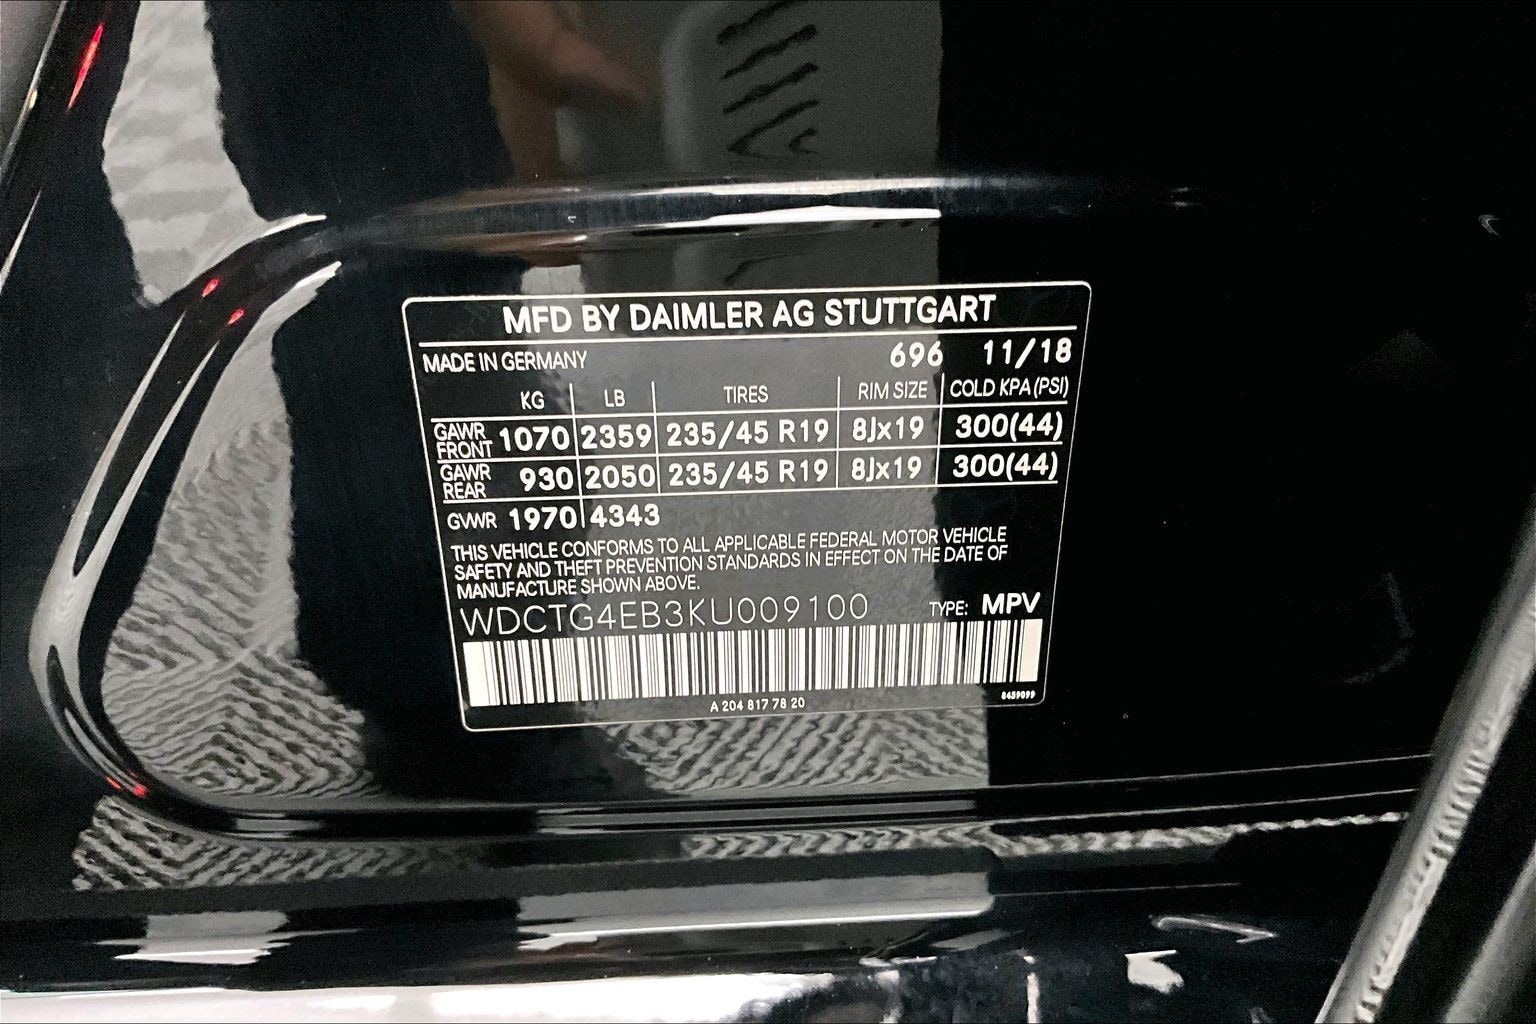 MFD BY DAIMLER AG STUTTGART
MADE IN GERMANY 696 11/18
KG LB TIRES RIM SIZE COLD KPA(PSI)
GAWR FRONT 1070 2359 235/45 R19 8Jx19 300(44)
GAWR REAR 930 2050 235/45 R19 8Jx19 300(44)
GVWR 1970 4343
THIS VEHICLE CONFORMS TO ALL APPLICABLE FEDERAL MOTOR VEHICLE
SAFETY AND THEFT PREVENTION STANDARDS IN EFFECT ON THE DATE OF
MANUFACTURE SHOWN ABOVE.
WDCTG4EB3KU009100 TYPE: MPV
A 204 817 78 20 8459099